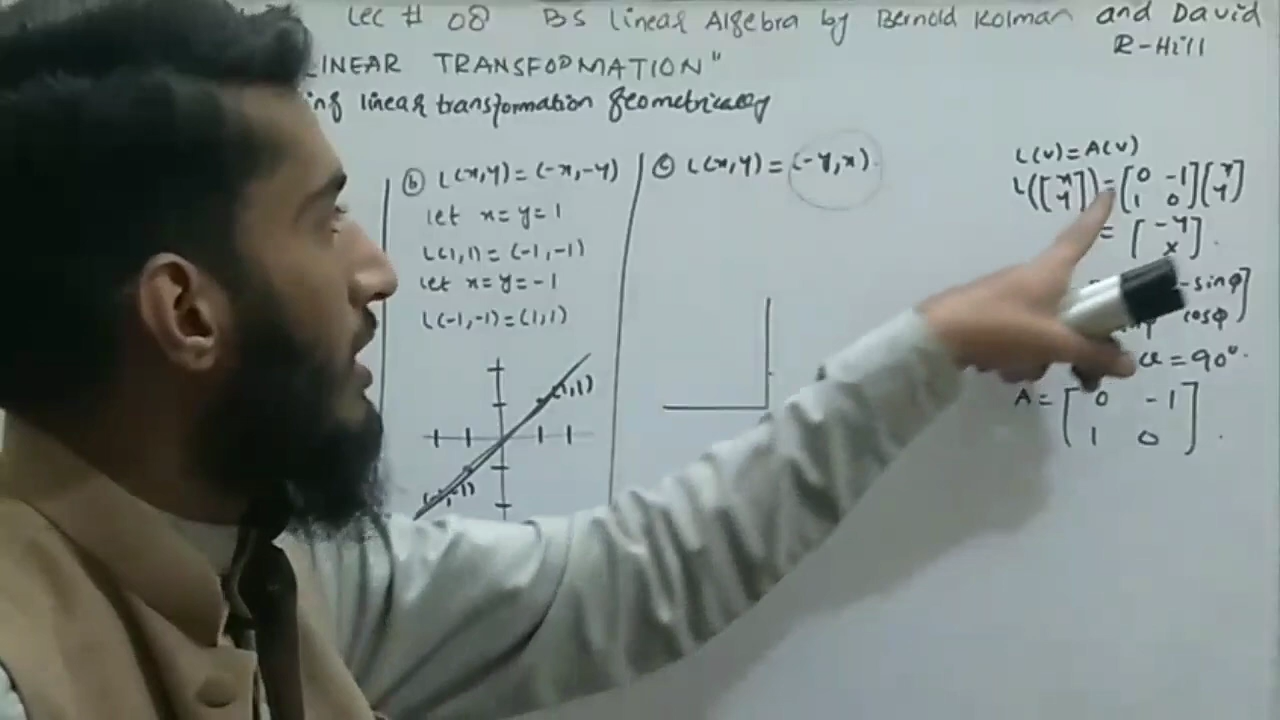 Lec # 08 BS Linear Algebra by Bernold Kolman and David
R-Hill
LINEAR TRANSFORMATION"
ing linear transformation geometrically
ⓑ L(x,y)=(-x,-y)
let x=y=1
L(1,1)=(-1,-1)
let x=y=-1
L(-1,-1)=(1,1)
(1,1)
(-1,-1)
ⓒ L(x,y)=(-y,x).
L(v)=A(v)
L([x y])=[0 -1
1 0][x y]
= [-y
x].
-sinφ]
cosφ
=90°.
A=[0 -1
1 0].